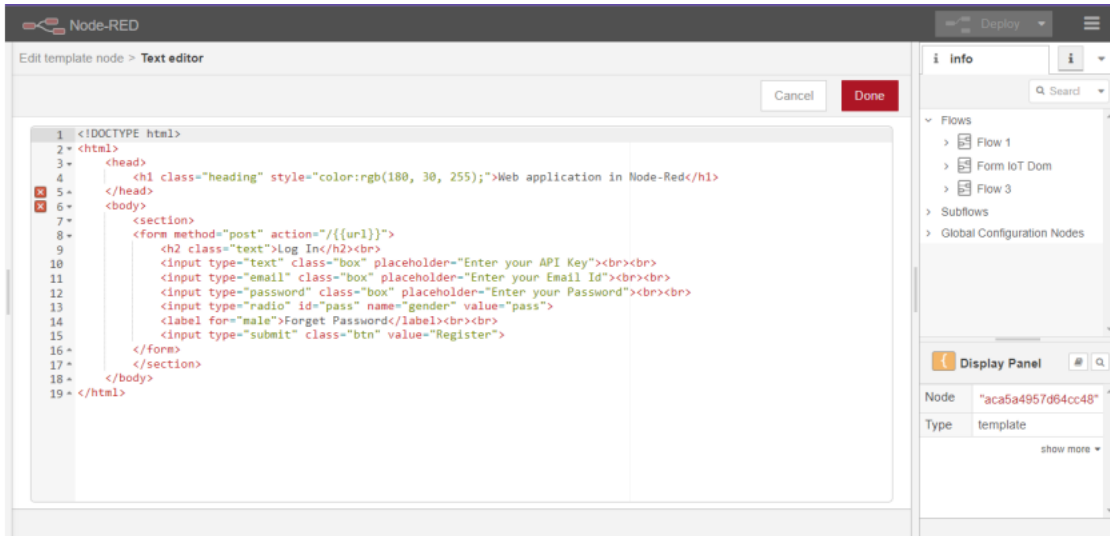 Node-RED
Deploy
Edit template node > Text editor
Cancel
Done
1 <!DOCTYPE html>
2 <html>
3 <head>
4 <h1 class="heading" style="color:rgb(180, 30, 255);">Web application in Node-Red</h1>
5 </head>
6 <body>
7 <section>
8 <form method="post" action="/{{url}}">
9 <h2 class="text">Log In</h2><br>
10 <input type="text" class="box" placeholder="Enter your API Key"><br><br>
11 <input type="email" class="box" placeholder="Enter your Email Id"><br><br>
12 <input type="password" class="box" placeholder="Enter your Password"><br><br>
13 <input type="radio" id="pass" name="gender" value="pass">
14 <label for="male">Forget Password</label><br><br>
15 <input type="submit" class="btn" value="Register">
16 </form>
17 </section>
18 </body>
19 </html>
i info
i
Searcl
Flows
Flow 1
Form IoT Dom
Flow 3
Subflows
Global Configuration Nodes
Display Panel
Node "aca5a4957d64cc48"
Type template
show more